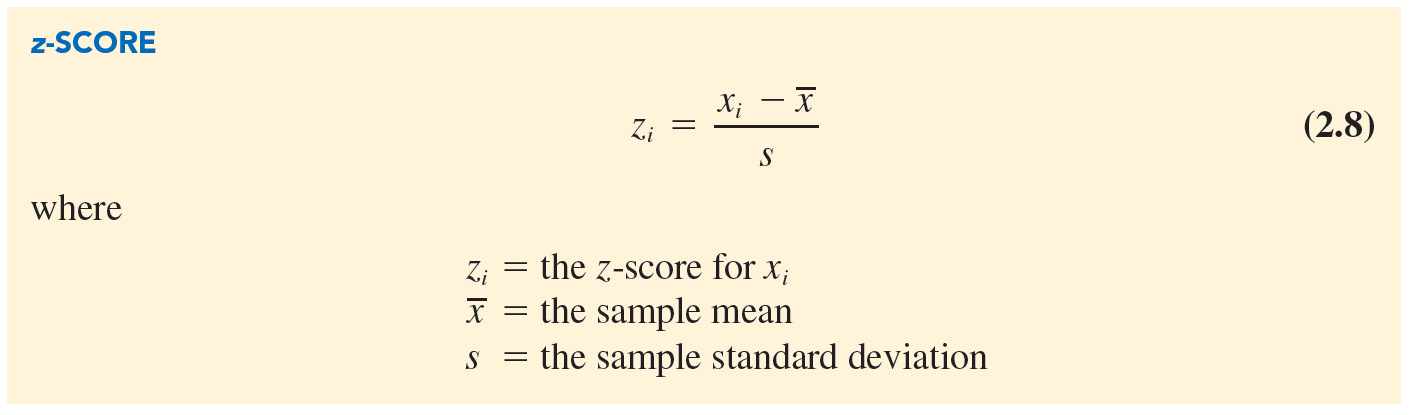 z-SCORE
zᵢ = (xᵢ − x̄) / s (2.8)
where
zᵢ = the z-score for xᵢ
x̄ = the sample mean
s = the sample standard deviation